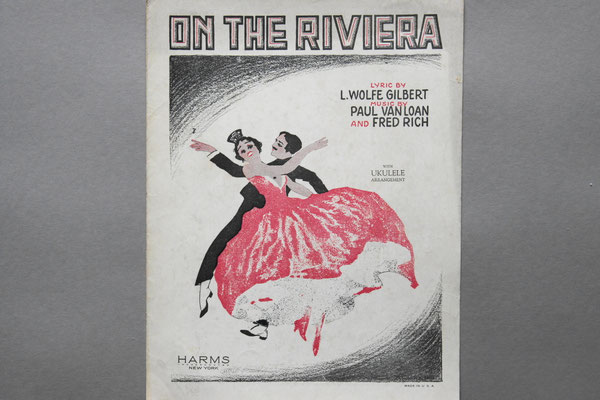 ON THE RIVIERA
LYRIC BY
L. WOLFE GILBERT
MUSIC BY
PAUL VAN LOAN
AND FRED RICH
WITH
UKULELE
ARRANGEMENT
HARMS
NEW YORK
MADE IN U.S.A.